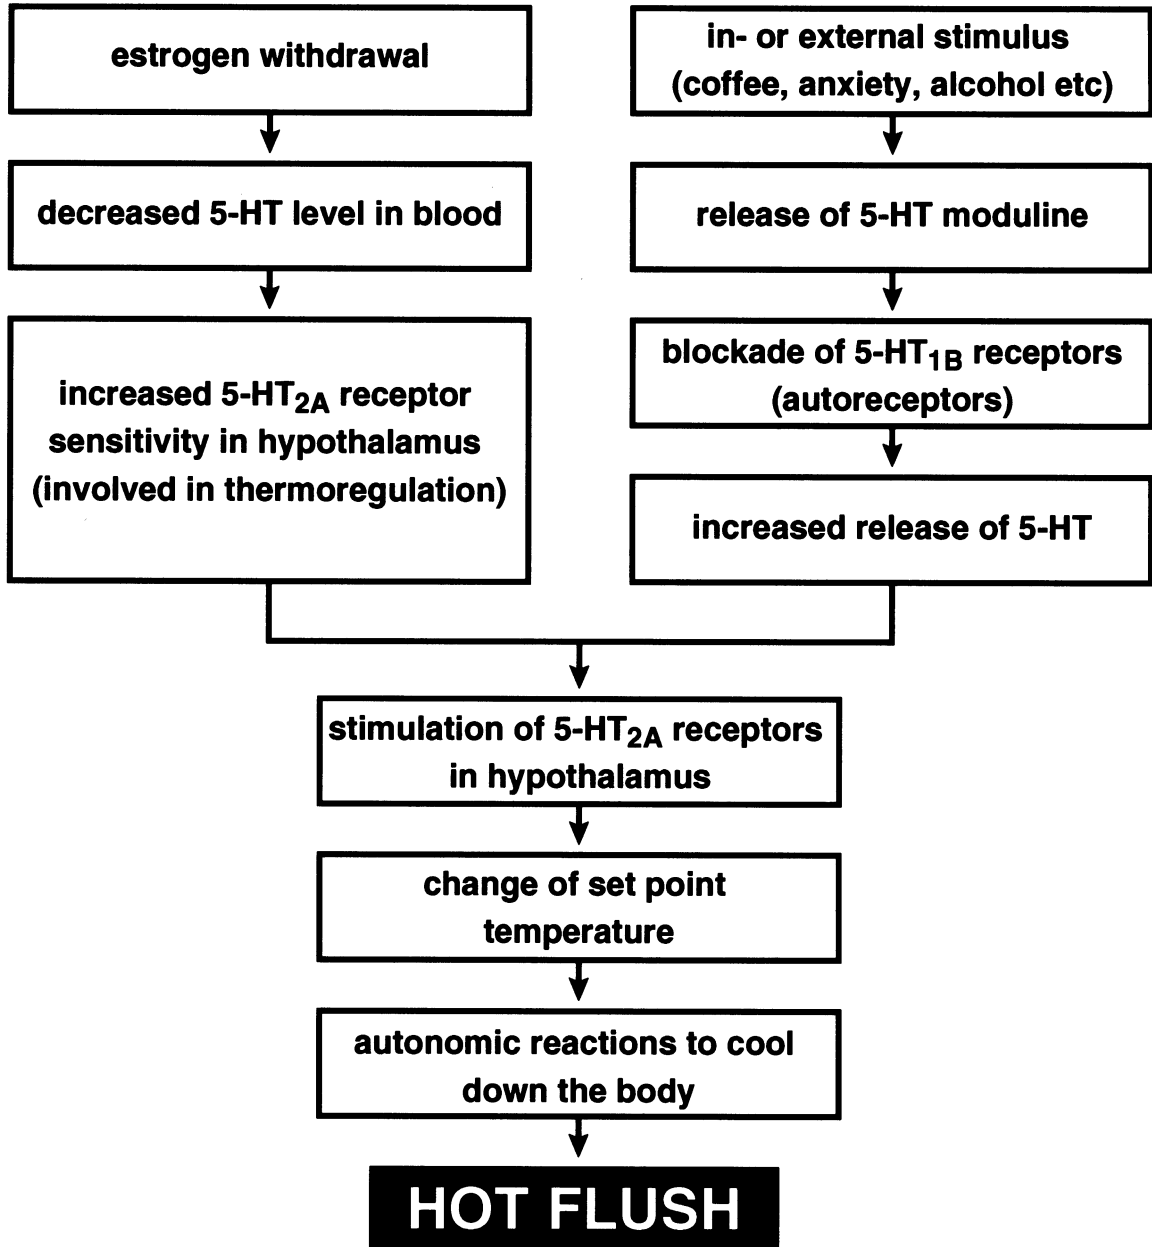 estrogen withdrawal
decreased 5-HT level in blood
increased 5-HT2A receptor
sensitivity in hypothalamus
(involved in thermoregulation)
in- or external stimulus
(coffee, anxiety, alcohol etc)
release of 5-HT moduline
blockade of 5-HT1B receptors
(autoreceptors)
increased release of 5-HT
stimulation of 5-HT2A receptors
in hypothalamus
change of set point
temperature
autonomic reactions to cool
down the body
HOT FLUSH